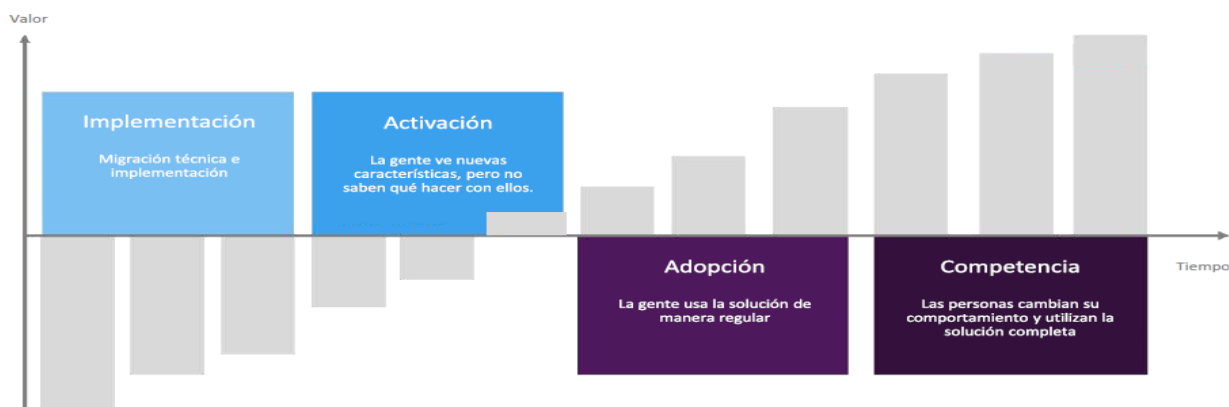 Valor
Implementación
Migración técnica e
implementación
Activación
La gente ve nuevas
características, pero no
saben qué hacer con ellos.
Adopción
La gente usa la solución de
manera regular
Competencia
Las personas cambian su
comportamiento y utilizan la
solución completa
Tiempo